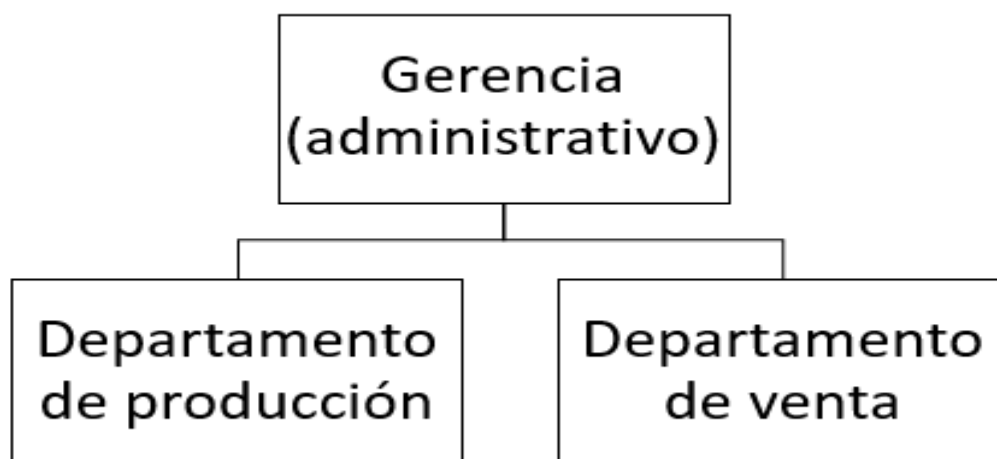 Gerencia
(administrativo)
Departamento
de producción
Departamento
de venta